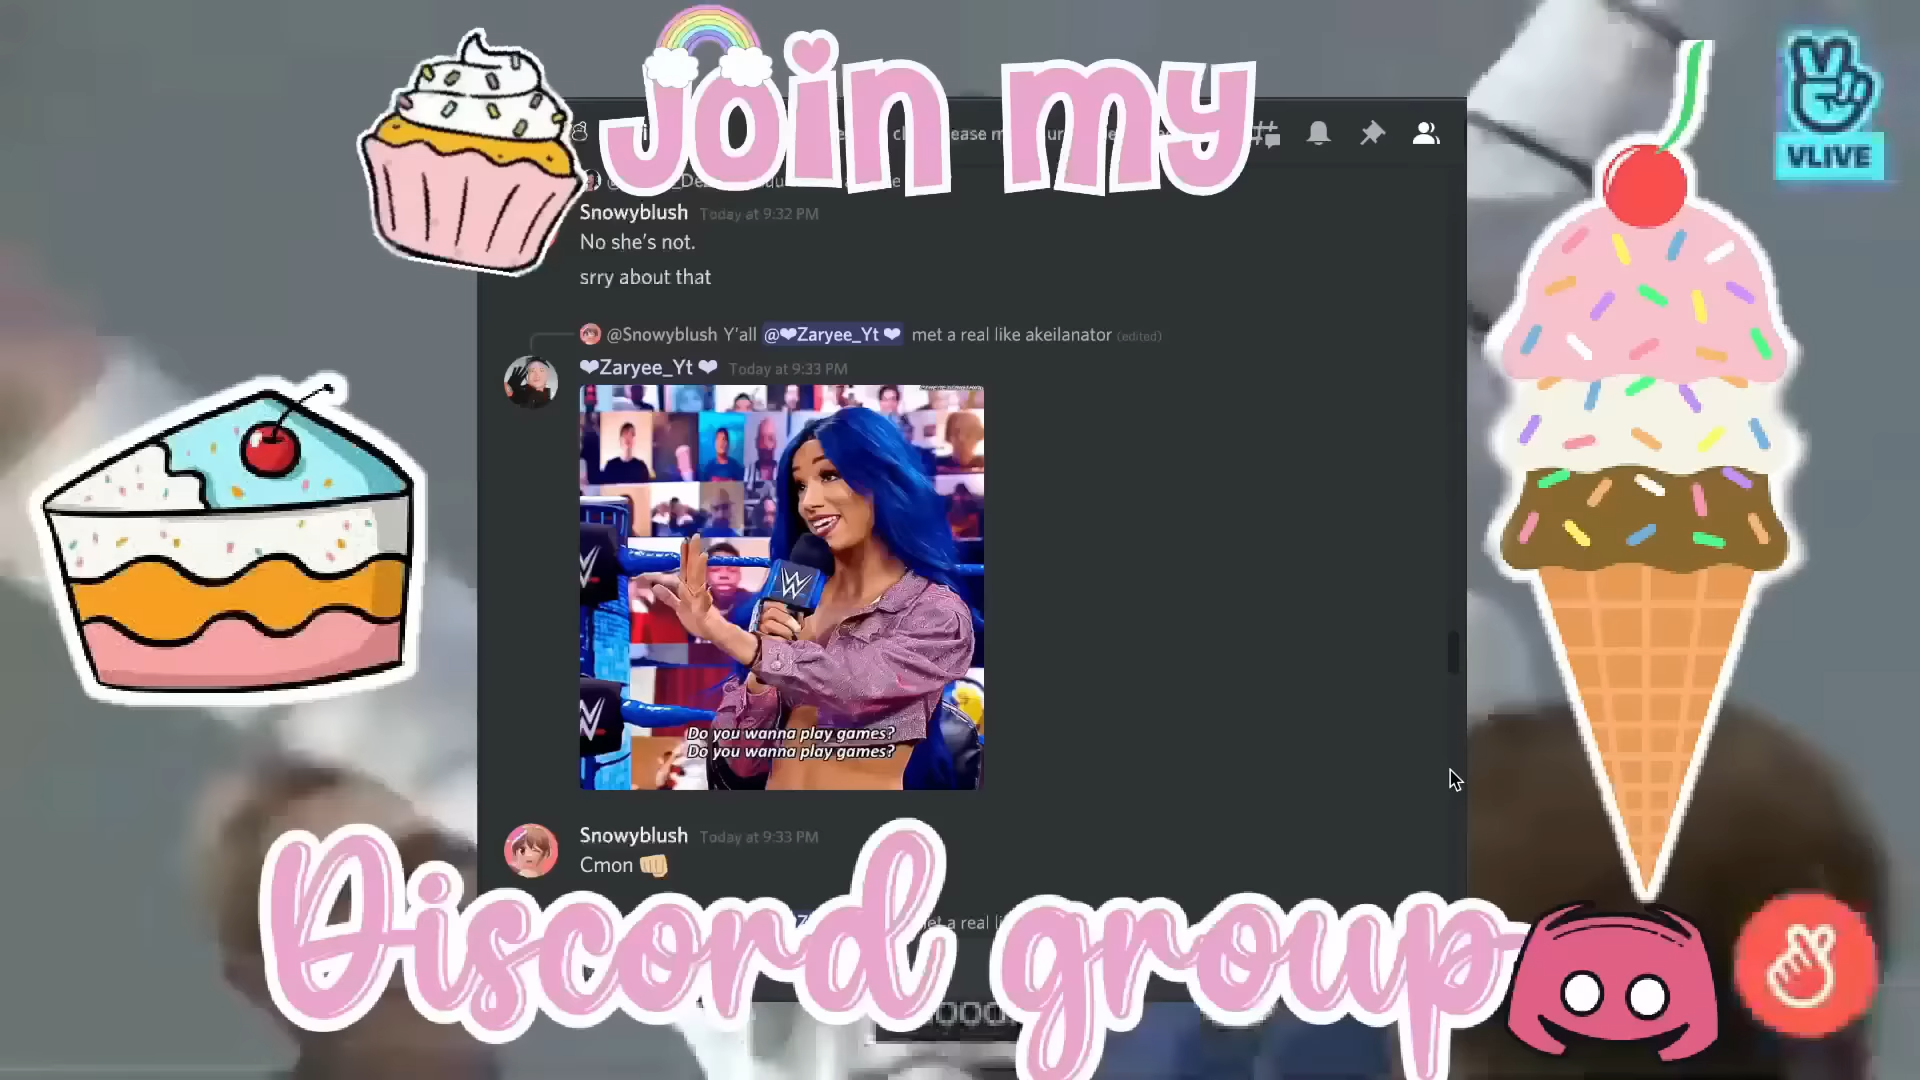 Join my
VLIVE
Snowyblush Today at 9:32 PM
No she's not.
srry about that
@Snowyblush Y'all @❤Zaryee_Yt ❤ met a real like akeilanator (edited)
❤Zaryee_Yt ❤ Today at 9:33 PM
Do you wanna play games?
Do you wanna play games?
Snowyblush Today at 9:33 PM
Cmon 👊
a real
Discord group